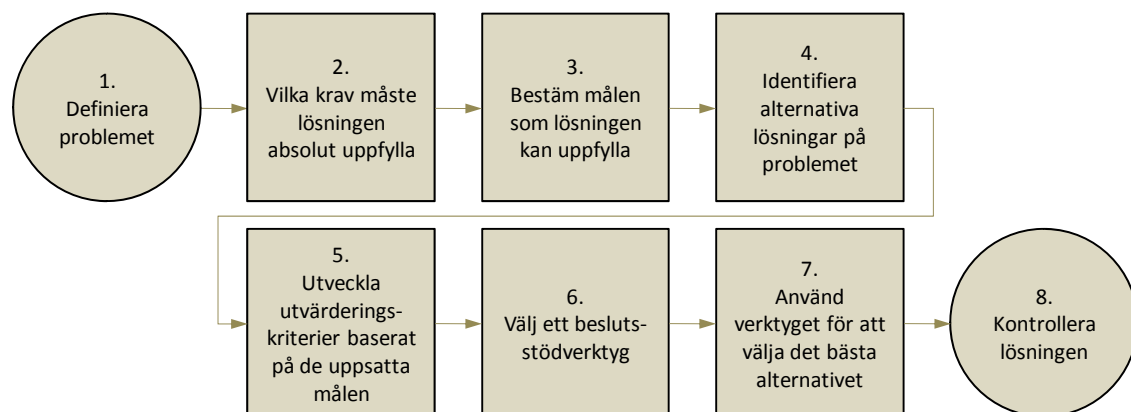 1.
Definiera
problemet
2.
Vilka krav måste
lösningen
absolut uppfylla
3.
Bestäm målen
som lösningen
kan uppfylla
4.
Identifiera
alternativa
lösningar på
problemet
5.
Utveckla
utvärderings-
kriterier baserat
på de uppsatta
målen
6.
Välj ett besluts-
stödverktyg
7.
Använd
verktyget för att
välja det bästa
alternativet
8.
Kontrollera
lösningen